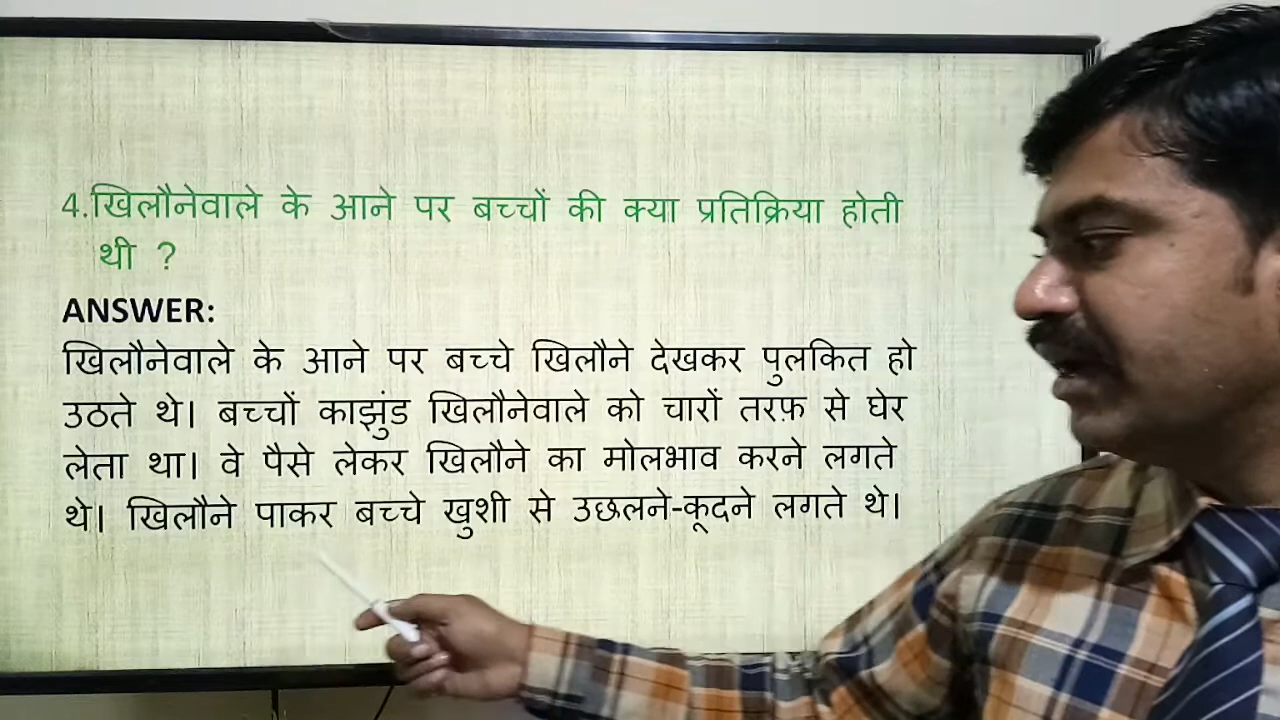 4.खिलौनेवाले के आने पर बच्चों की क्या प्रतिक्रिया होती
थी ?
ANSWER:
खिलौनेवाले के आने पर बच्चे खिलौने देखकर पुलकित हो
उठते थे। बच्चों काझुंड खिलौनेवाले को चारों तरफ़ से घेर
लेता था। वे पैसे लेकर खिलौने का मोलभाव करने लगते
थे। खिलौने पाकर बच्चे खुशी से उछलने-कूदने लगते थे।